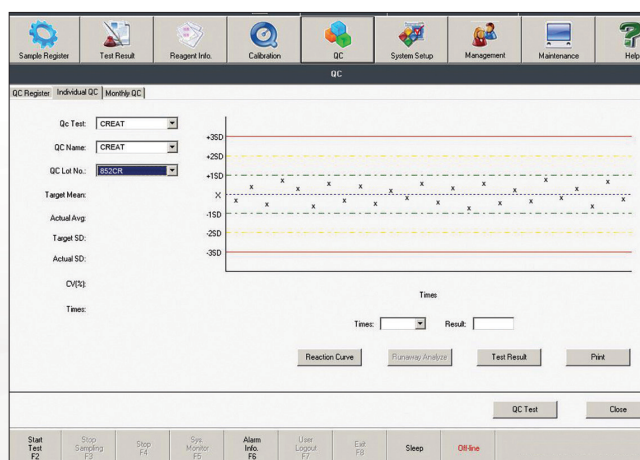 Sample Register Test Result Reagent Info. Calibration QC System Setup Management Maintenance Help
QC
QC Register Individual QC Monthly QC
Qc Test: CREAT
QC Name: CREAT
QC Lot No.: 852CR
Target Mean:
Actual Avg:
Target SD:
Actual SD:
CV(%):
Times:
+3SD
+2SD
+1SD
X
-1SD
-2SD
-3SD
Times
Times: Result:
Reaction Curve Runaway Analyze Test Result Print
QC Test Close
Start Test F2
Stop Sampling F3
Stop F4
Sys. Monitor F5
Alarm Info. F6
User Logout F7
Exit F8
Sleep
Off-line